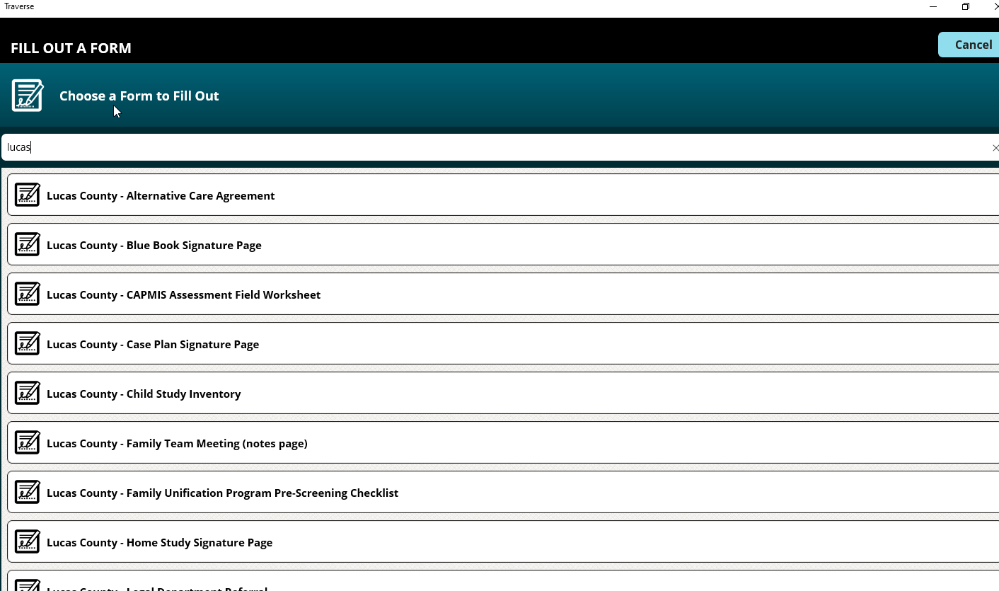 Traverse
FILL OUT A FORM
Cancel
Choose a Form to Fill Out
lucas
Lucas County - Alternative Care Agreement
Lucas County - Blue Book Signature Page
Lucas County - CAPMIS Assessment Field Worksheet
Lucas County - Case Plan Signature Page
Lucas County - Child Study Inventory
Lucas County - Family Team Meeting (notes page)
Lucas County - Family Unification Program Pre-Screening Checklist
Lucas County - Home Study Signature Page
Lucas County - Legal Department Referral